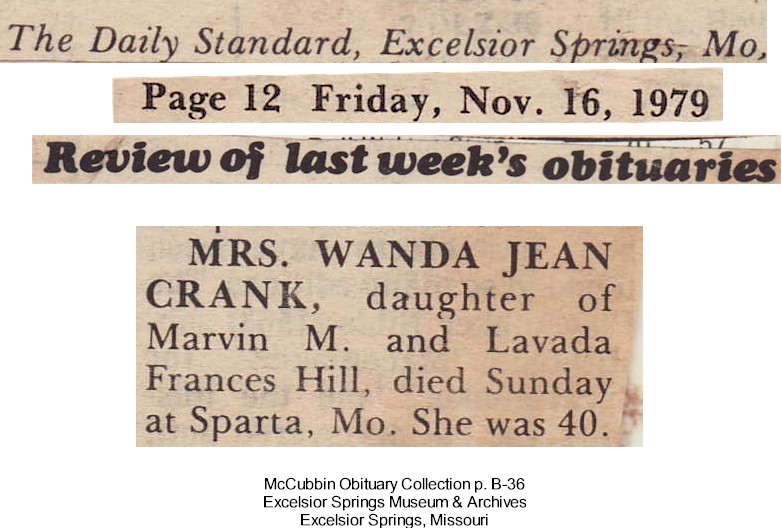 The Daily Standard, Excelsior Springs, Mo,
Page 12 Friday, Nov. 16, 1979
Review of last week's obituaries
MRS. WANDA JEAN
CRANK, daughter of
Marvin M. and Lavada
Frances Hill, died Sunday
at Sparta, Mo. She was 40.
McCubbin Obituary Collection p. B-36
Excelsior Springs Museum & Archives
Excelsior Springs, Missouri